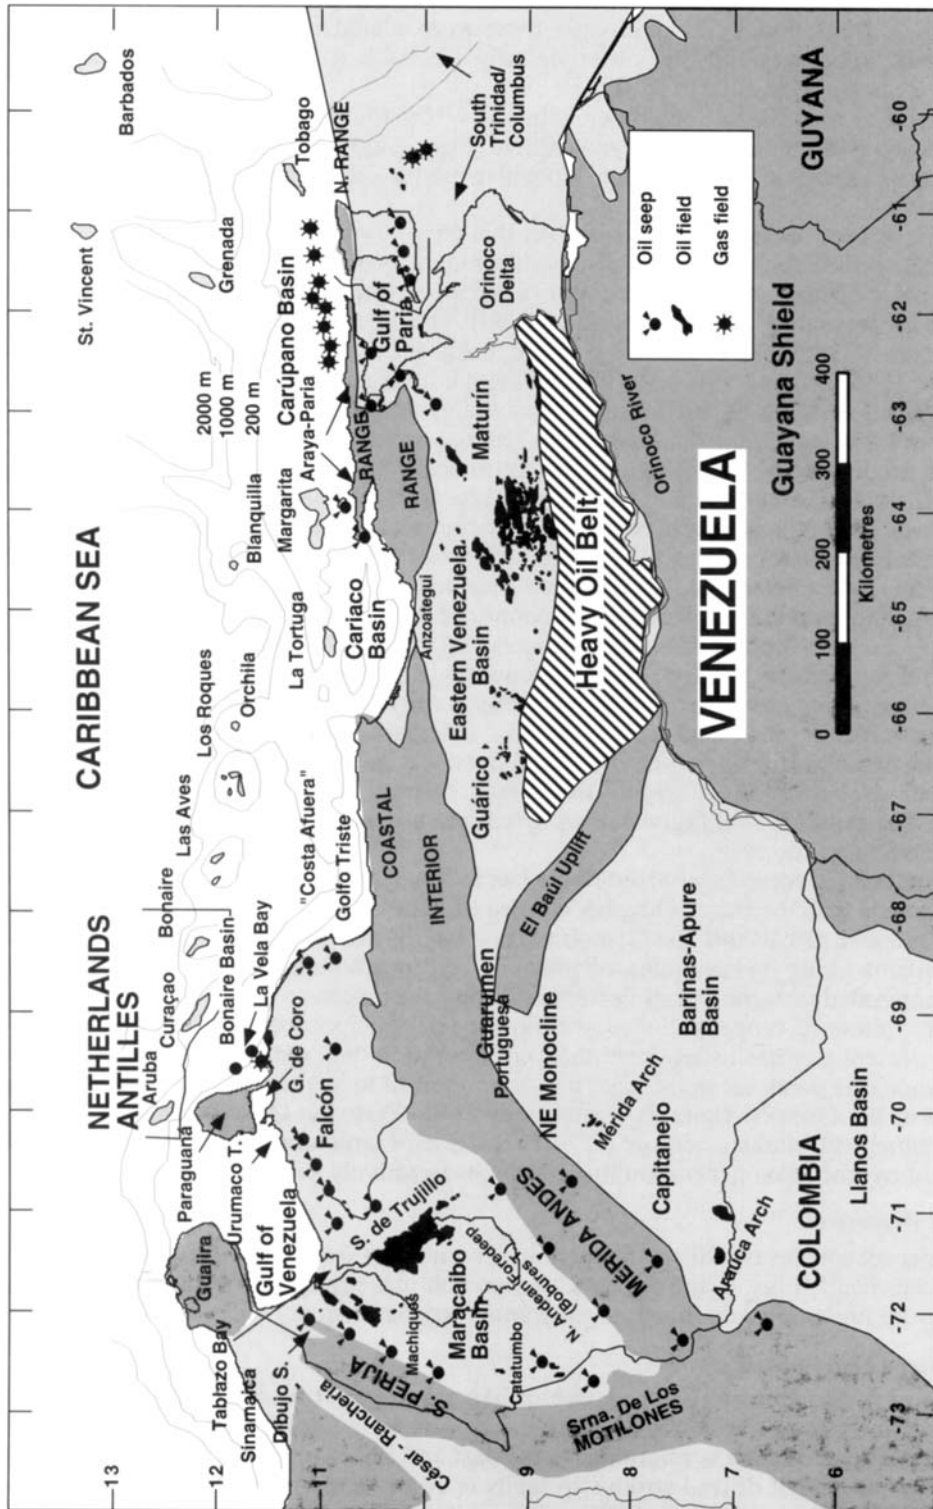 CARIBBEAN SEA
NETHERLANDS
ANTILLES
Aruba
Curaçao
Bonaire
Las Aves
Los Roques
Orchila
Blanquilla
La Tortuga
Margarita
St. Vincent
Grenada
Barbados
Tobago
2000 m
1000 m
200 m
Paraguaná
Urumaco T.
Bonaire Basin-
La Vela Bay
G. de Coro
"Costa Afuera"
Golfo Triste
Cariaco
Basin
Araya-Paria
Carúpano Basin
N. RANGE
Gulf of
Paria
South
Trinidad/
Columbus
Orinoco
Delta
Guajira
Gulf of
Venezuela
Tablazo Bay
Sinamaica
Dibujo S.
Falcón
S. de Trujillo
COASTAL
RANGE
INTERIOR
RANGE
Anzoategui
Maturín
Eastern Venezuela
Basin
Guárico
Heavy Oil Belt
Orinoco River
El Baúl Uplift
Guarumen
Portuguesa
NE Monocline
Mérida Arch
Barinas-Apure
Basin
Capitanejo
MÉRIDA ANDES
N. Andean Foredeep
(Bobures T.)
Maracaibo
Basin
Machiques
Catatumbo
S. PERIJÁ
César - Ranchería
Srna. De Los
MOTILONES
Arauca Arch
COLOMBIA
Llanos Basin
VENEZUELA
Guayana Shield
GUYANA
Oil seep
Oil field
Gas field
0 100 200 300 400
Kilometres
13
12
11
9
8
7
6
-73
-72
-71
-70
-69
-68
-67
-66
-65
-64
-63
-62
-61
-60